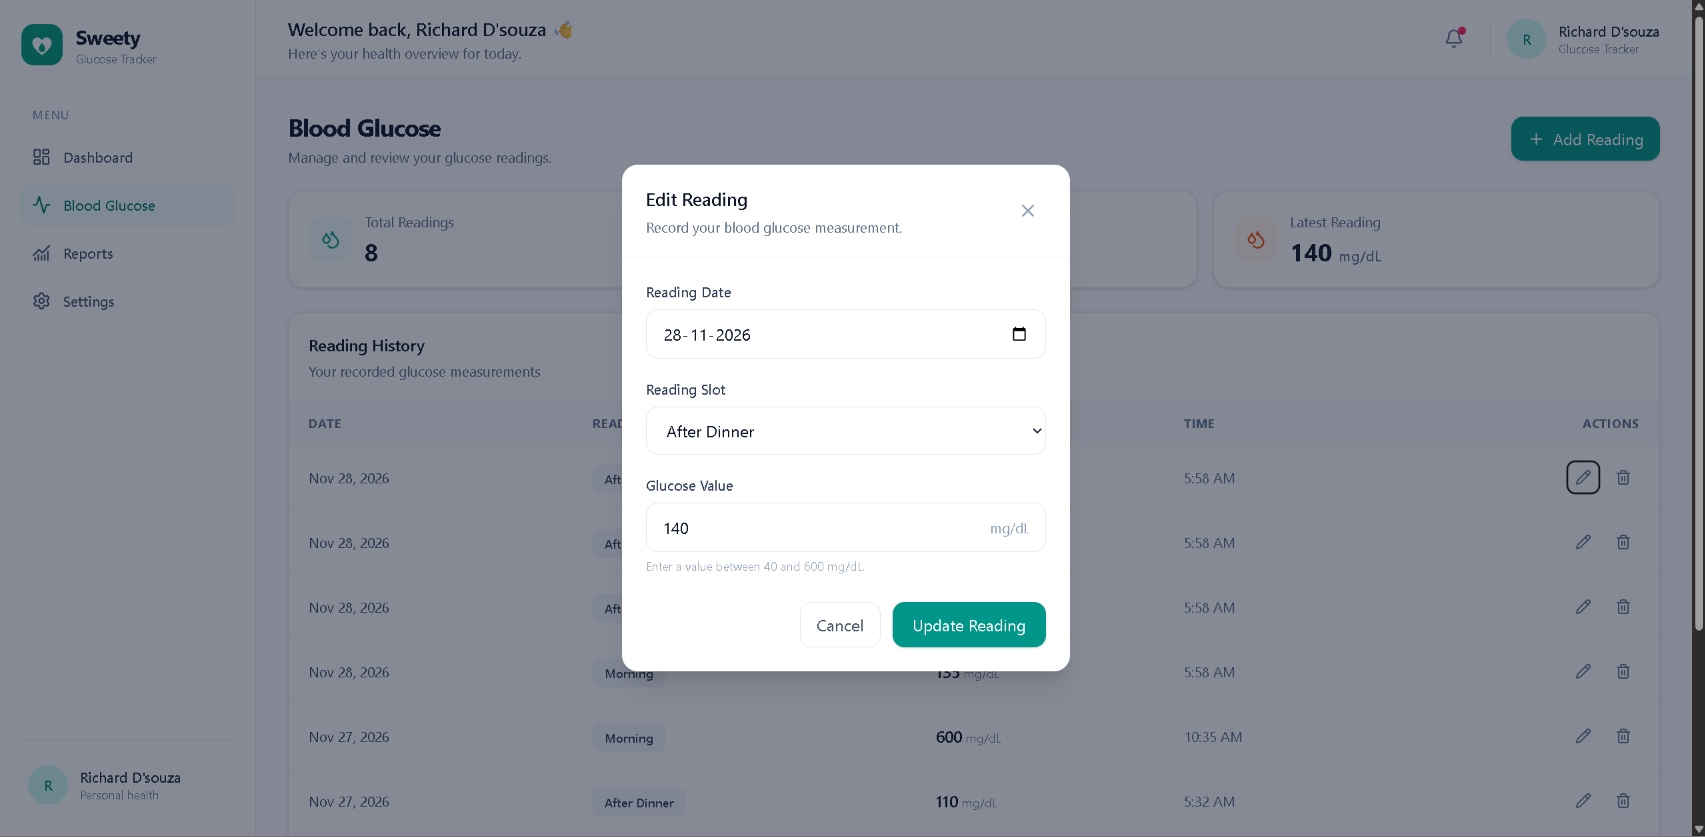 Sweety
Glucose Tracker
MENU
Dashboard
Blood Glucose
Reports
Settings
R
Richard D'souza
Personal health
Welcome back, Richard D'souza 👋
Here's your health overview for today.
R
Richard D'souza
Glucose Tracker
Blood Glucose
Manage and review your glucose readings.
+ Add Reading
Total Readings
8
Latest Reading
140 mg/dL
Reading History
Your recorded glucose measurements
DATE
TIME
ACTIONS
Nov 28, 2026
5:58 AM
Nov 28, 2026
5:58 AM
Nov 28, 2026
5:58 AM
Nov 28, 2026 Morning 135 mg/dL 5:58 AM
Nov 27, 2026 Morning 600 mg/dL 10:35 AM
Nov 27, 2026 After Dinner 110 mg/dL 5:32 AM
Edit Reading
Record your blood glucose measurement.
Reading Date
28-11-2026
Reading Slot
After Dinner
Glucose Value
140 mg/dL
Enter a value between 40 and 600 mg/dL.
Cancel
Update Reading